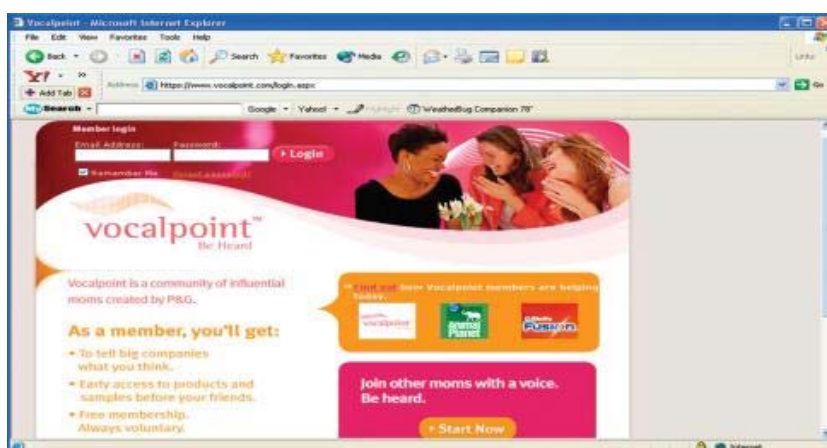 Vocalpoint - Microsoft Internet Explorer
File Edit View Favorites Tools Help
Back Search Favorites Media
Links
Y!
Add Tab
Address https://www.vocalpoint.com/login.aspx Go
Search Google Yahoo! Highlight WeatherBug Companion 78°
Member login
Email Address: Password:
Login
Remember Me Forgot password?
vocalpoint™
Be Heard
Vocalpoint is a community of influential
moms created by P&G.
As a member, you'll get:
• To tell big companies
what you think.
• Early access to products and
samples before your friends.
• Free membership.
Always voluntary.
Find out how Vocalpoint members are helping
today.
vocalpoint Animal Planet Fusion
Join other moms with a voice.
Be heard.
Start Now
Internet